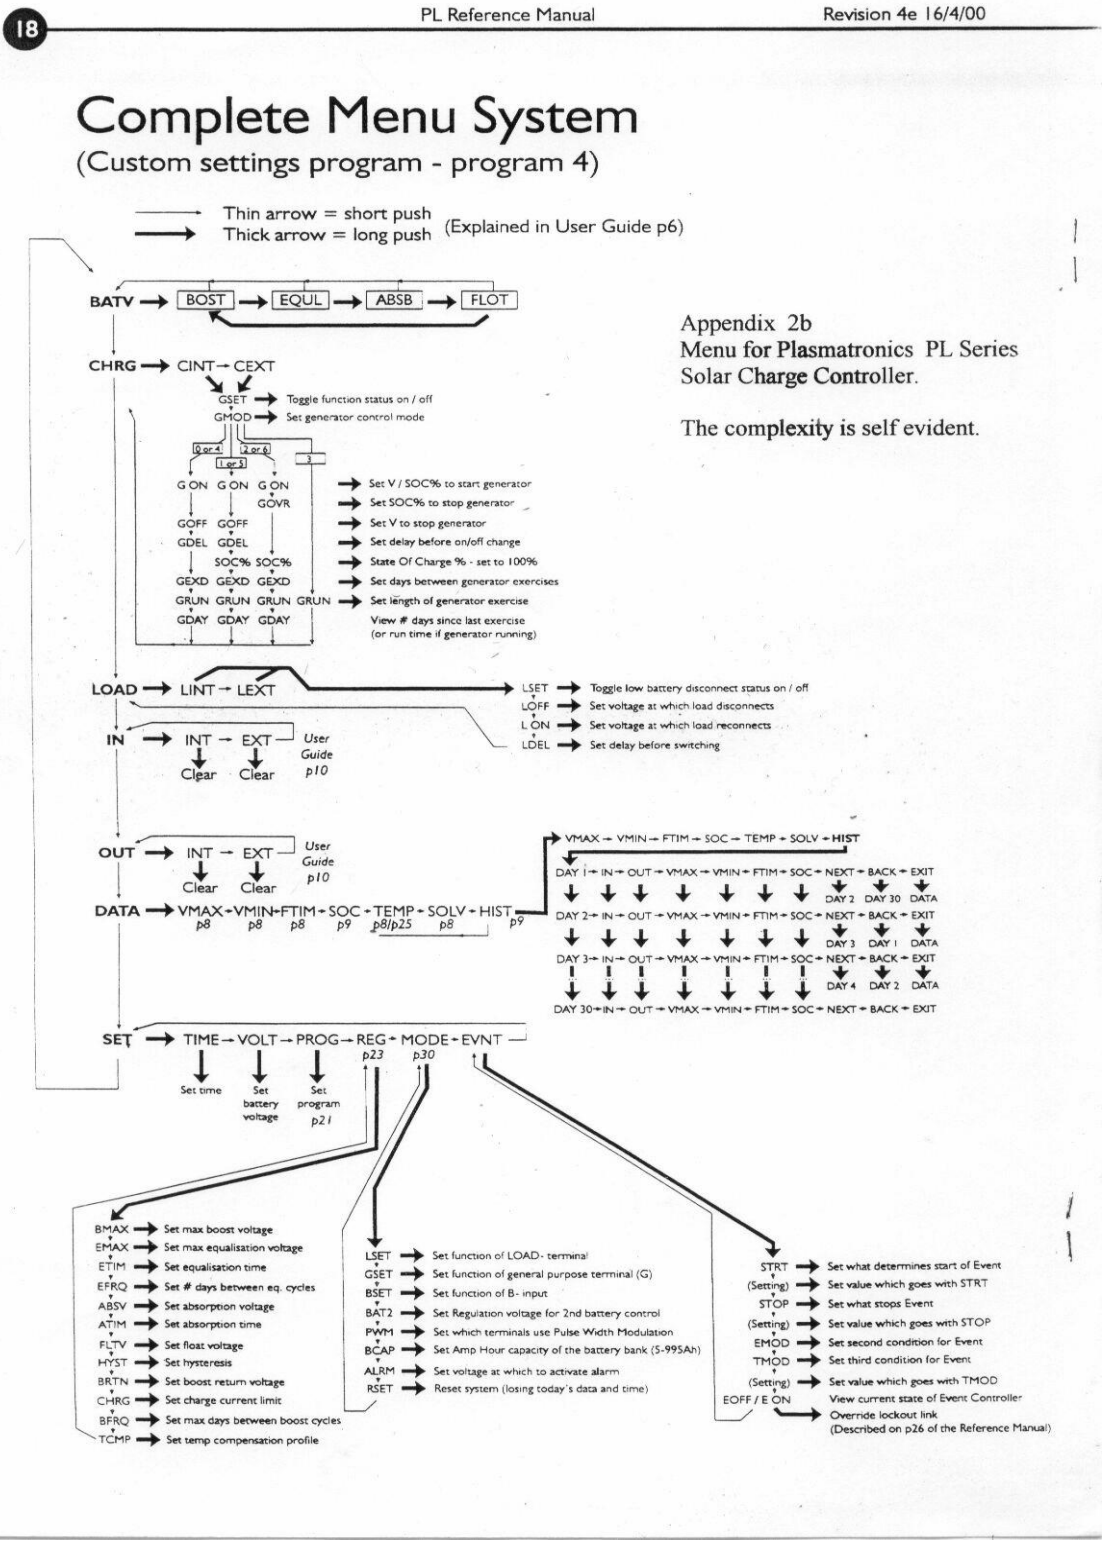 18
PL Reference Manual
Revision 4e 16/4/00
Complete Menu System
(Custom settings program - program 4)
Thin arrow = short push
Thick arrow = long push
(Explained in User Guide p6)
BATV BOST EQUL ABSB FLOT
Appendix 2b
Menu for Plasmatronics PL Series
Solar Charge Controller.
The complexity is self evident.
CHRG CINT CEXT
GSET Toggle function status on / off
GMOD Set generator control mode
0 or 4 2 or 6
1 or 5 3
G ON G ON G ON Set V / SOC% to start generator
GOVR Set SOC% to stop generator
GOFF GOFF Set V to stop generator
GDEL GDEL Set delay before on/off change
SOC% SOC% State Of Charge % - set to 100%
GEXD GEXD GEXD Set days between generator exercises
GRUN GRUN GRUN GRUN Set length of generator exercise
GDAY GDAY GDAY View # days since last exercise
(or run time if generator running)
LOAD LINT LEXT
LSET Toggle low battery disconnect status on / off
LOFF Set voltage at which load disconnects
L ON Set voltage at which load reconnects
LDEL Set delay before switching
IN INT EXT User
Guide
p10
Clear Clear
OUT INT EXT User
Guide
p10
Clear Clear
DATA VMAX VMIN FTIM SOC TEMP SOLV HIST
p8 p8 p8 p9 p8/p25 p8 p9
VMAX VMIN FTIM SOC TEMP SOLV HIST
DAY 1 IN OUT VMAX VMIN FTIM SOC NEXT BACK EXIT
DAY 2 DAY 30 DATA
DAY 2 IN OUT VMAX VMIN FTIM SOC NEXT BACK EXIT
DAY 3 DAY 1 DATA
DAY 3 IN OUT VMAX VMIN FTIM SOC NEXT BACK EXIT
DAY 4 DAY 2 DATA
DAY 30 IN OUT VMAX VMIN FTIM SOC NEXT BACK EXIT
SET TIME VOLT PROG REG MODE EVNT
p23 p30
Set time
Set
battery
voltage
Set
program
p21
BMAX Set max boost voltage
EMAX Set max equalisation voltage
ETIM Set equalisation time
EFRQ Set # days between eq. cycles
ABSV Set absorption voltage
ATIM Set absorption time
FLTV Set float voltage
HYST Set hysteresis
BRTN Set boost return voltage
CHRG Set charge current limit
BFRQ Set max days between boost cycles
TCMP Set temp compensation profile
LSET Set function of LOAD- terminal
GSET Set function of general purpose terminal (G)
BSET Set function of B- input
BAT2 Set Regulation voltage for 2nd battery control
PWM Set which terminals use Pulse Width Modulation
BCAP Set Amp Hour capacity of the battery bank (5-995Ah)
ALRM Set voltage at which to activate alarm
RSET Reset system (losing today's data and time)
STRT Set what determines start of Event
(Setting) Set value which goes with STRT
STOP Set what stops Event
(Setting) Set value which goes with STOP
EMOD Set second condition for Event
TMOD Set third condition for Event
(Setting) Set value which goes with TMOD
EOFF / E ON View current state of Event Controller
Override lockout link
(Described on p26 of the Reference Manual)